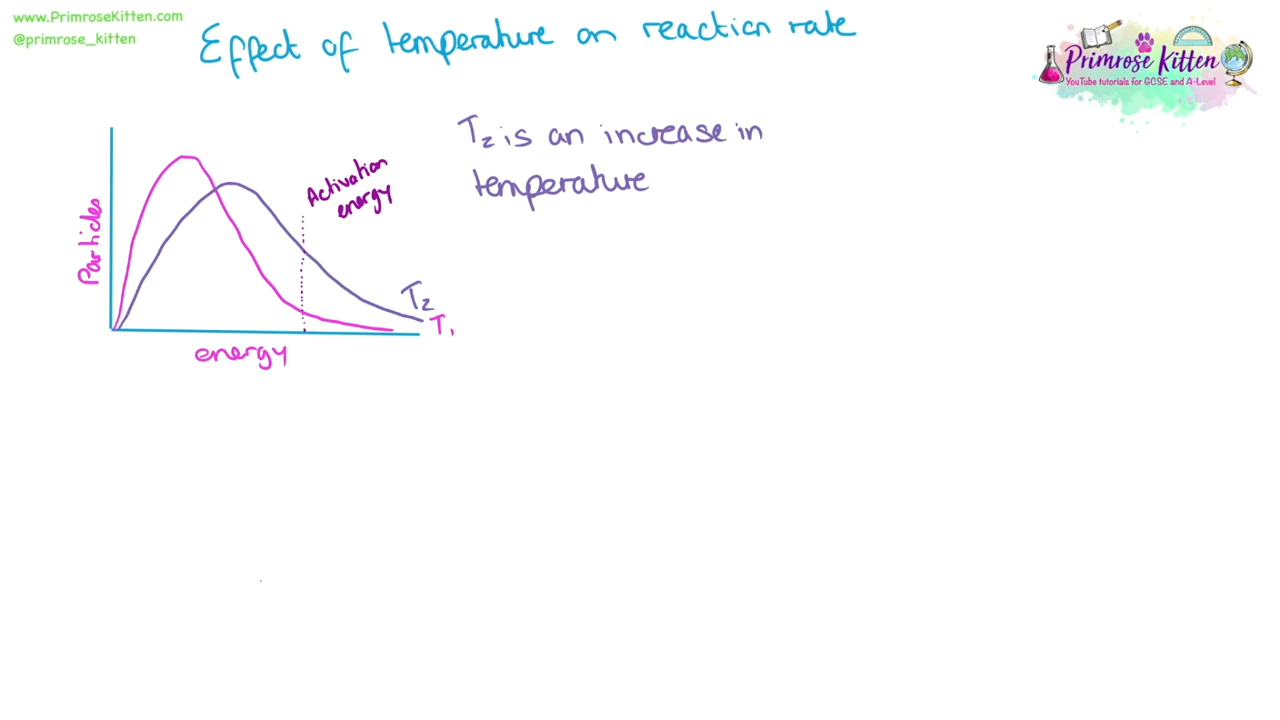 www.PrimroseKitten.com
@primrose_kitten
Effect of temperature on reaction rate
Primrose Kitten
YouTube tutorials for GCSE and A-Level
T2 is an increase in
temperature
Activation
energy
Particles
T2
T1
energy